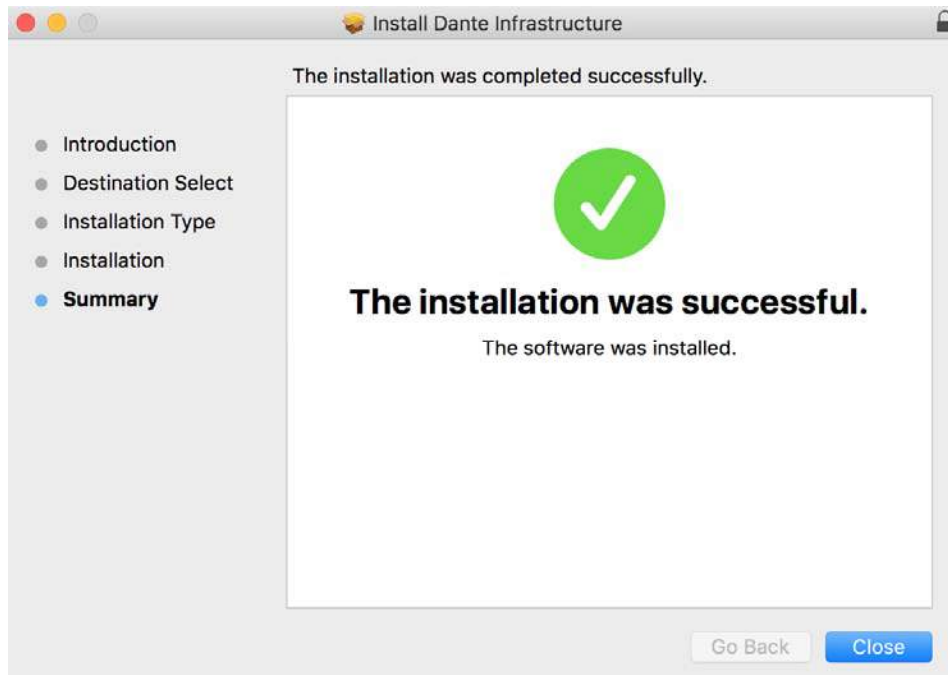 Install Dante Infrastructure
The installation was completed successfully.
Introduction
Destination Select
Installation Type
Installation
Summary
The installation was successful.
The software was installed.
Go Back
Close